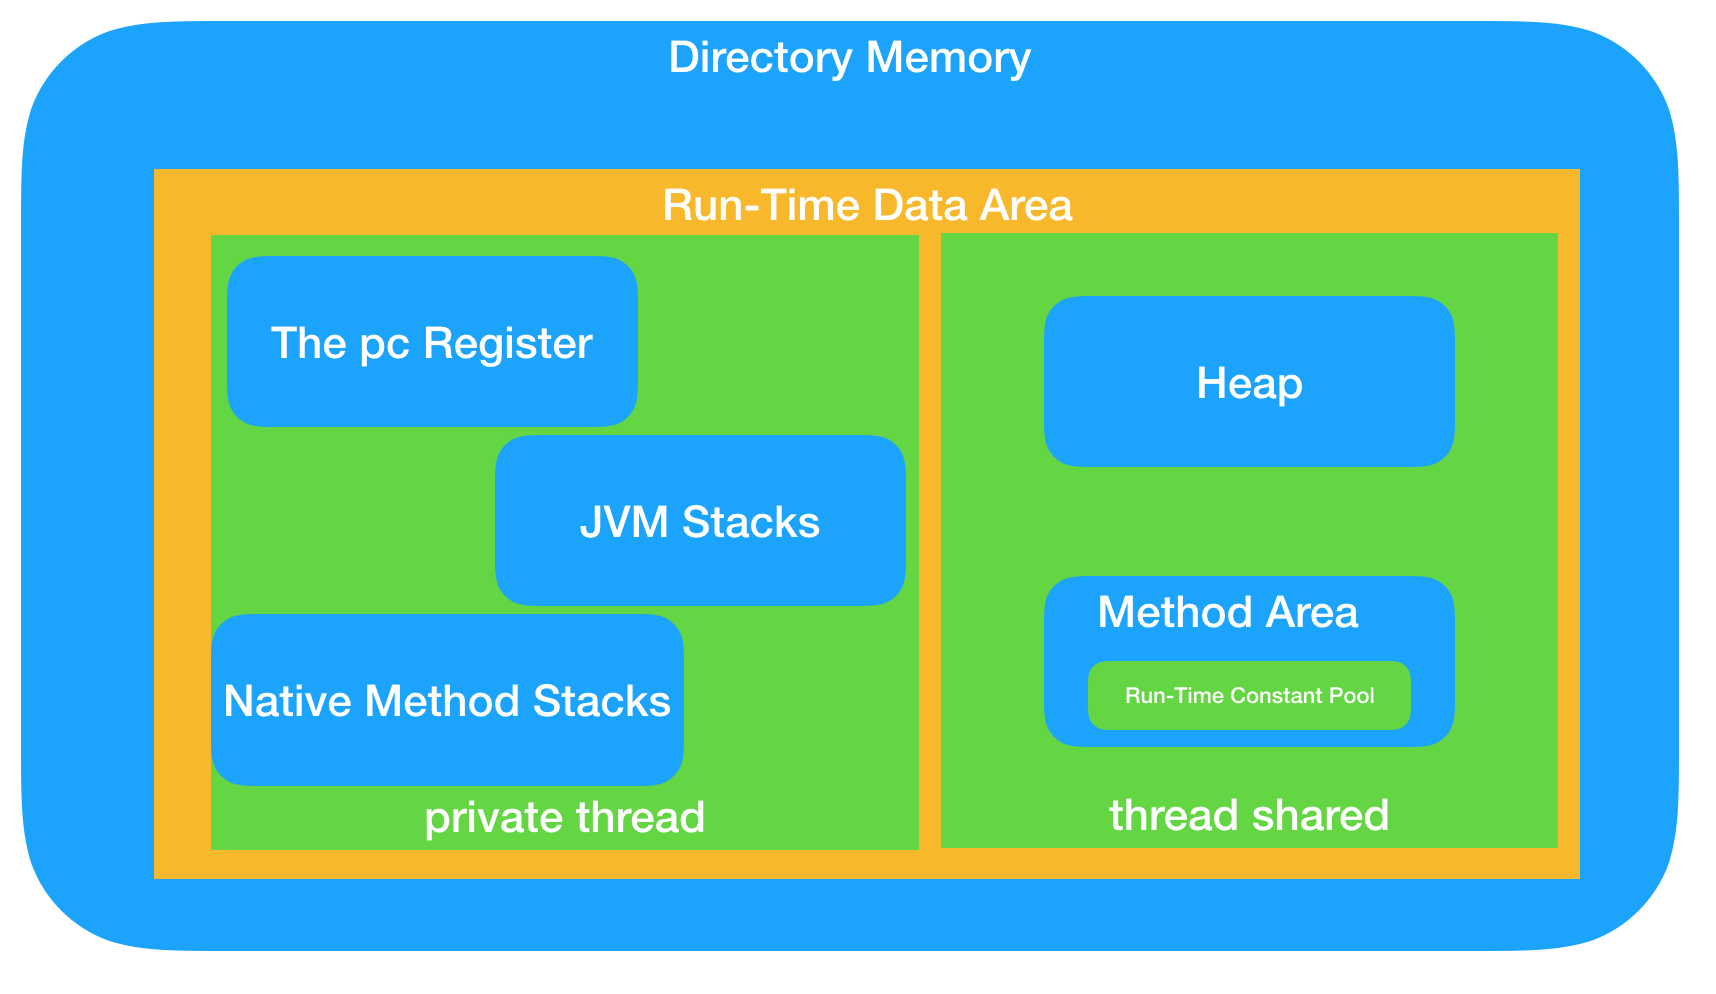 Directory Memory
Run-Time Data Area
The pc Register
JVM Stacks
Native Method Stacks
private thread
Heap
Method Area
Run-Time Constant Pool
thread shared